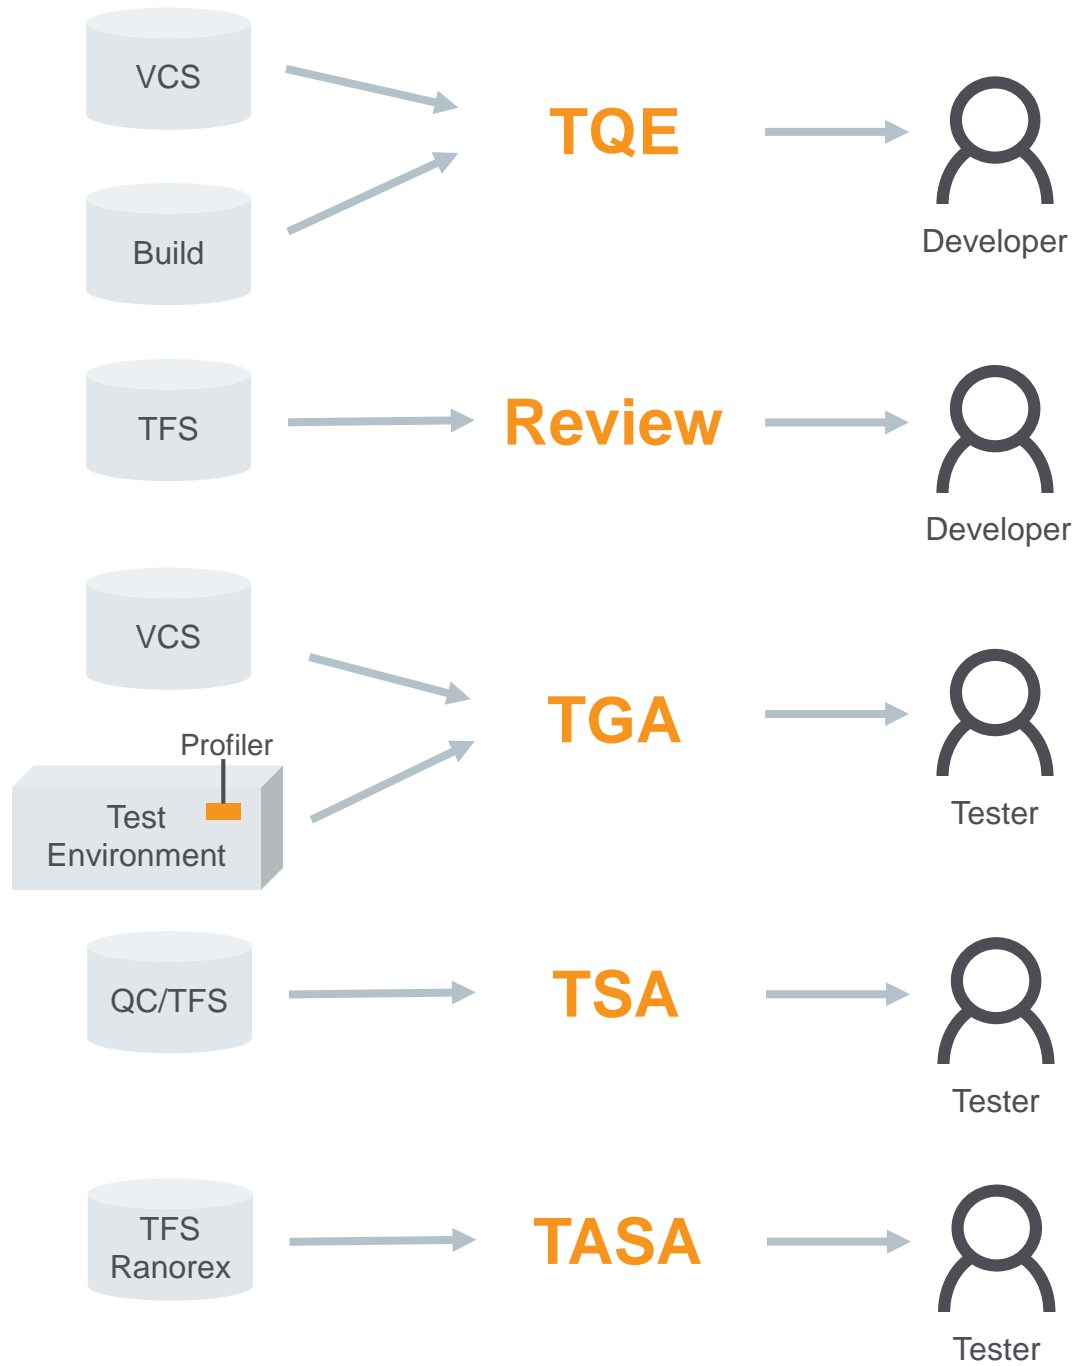 VCS
TQE
Build
Developer
TFS
Review
Developer
VCS
TGA
Profiler
Test
Environment
Tester
QC/TFS
TSA
Tester
TFS
Ranorex
TASA
Tester